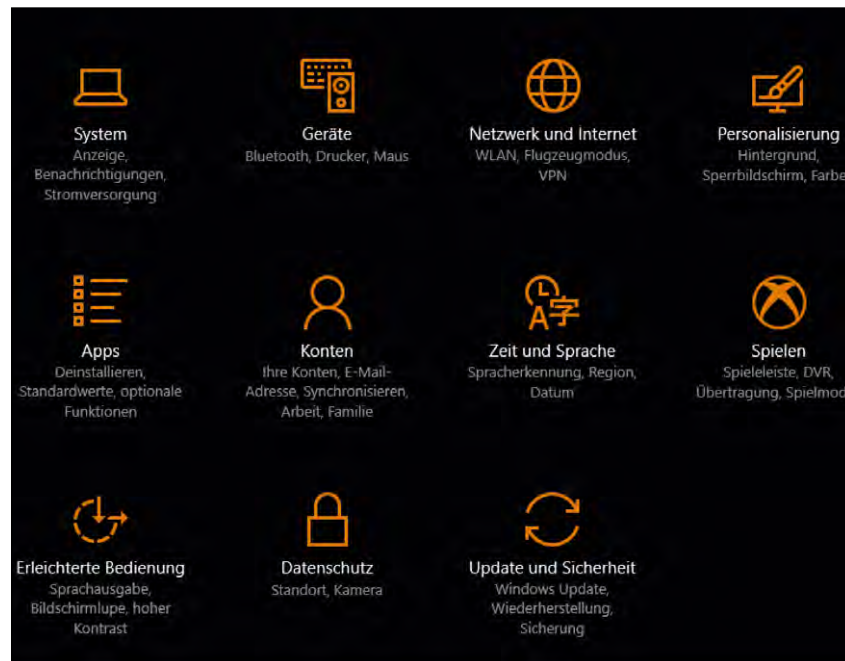 System
Anzeige,
Benachrichtigungen,
Stromversorgung
Geräte
Bluetooth, Drucker, Maus
Netzwerk und Internet
WLAN, Flugzeugmodus,
VPN
Personalisierung
Hintergrund,
Sperrbildschirm, Farbe
Apps
Deinstallieren,
Standardwerte, optionale
Funktionen
Konten
Ihre Konten, E-Mail-
Adresse, Synchronisieren,
Arbeit, Familie
Zeit und Sprache
Spracherkennung, Region,
Datum
Spielen
Spieleleiste, DVR,
Übertragung, Spielmod
Erleichterte Bedienung
Sprachausgabe,
Bildschirmlupe, hoher
Kontrast
Datenschutz
Standort, Kamera
Update und Sicherheit
Windows Update,
Wiederherstellung,
Sicherung